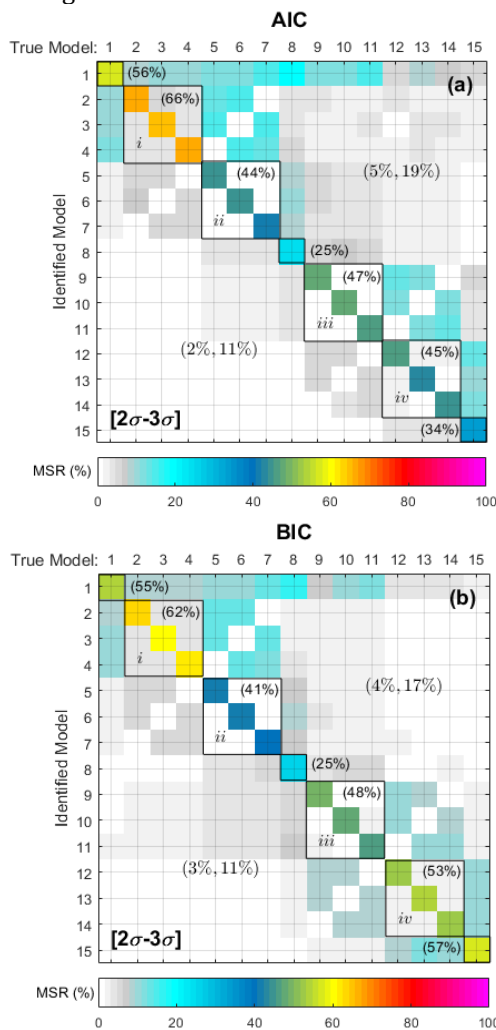 AIC
True Model: 1 2 3 4 5 6 7 8 9 10 11 12 13 14 15
(a)
Identified Model
1 (56%)
2 (66%)
3
4 i
5 (44%) (5%, 19%)
6
7 ii
8 (25%)
9 (47%)
10
11 iii
(2%, 11%)
12 (45%)
13
14 iv
15 [2σ-3σ] (34%)
MSR (%)
0 20 40 60 80 100
BIC
True Model: 1 2 3 4 5 6 7 8 9 10 11 12 13 14 15
(b)
Identified Model
1 (55%)
2 (62%)
3
4 i
5 (41%) (4%, 17%)
6
7 ii
8 (25%)
9 (48%)
10
11 iii
(3%, 11%)
12 (53%)
13
14 iv
15 [2σ-3σ] (57%)
MSR (%)
0 20 40 60 80 100